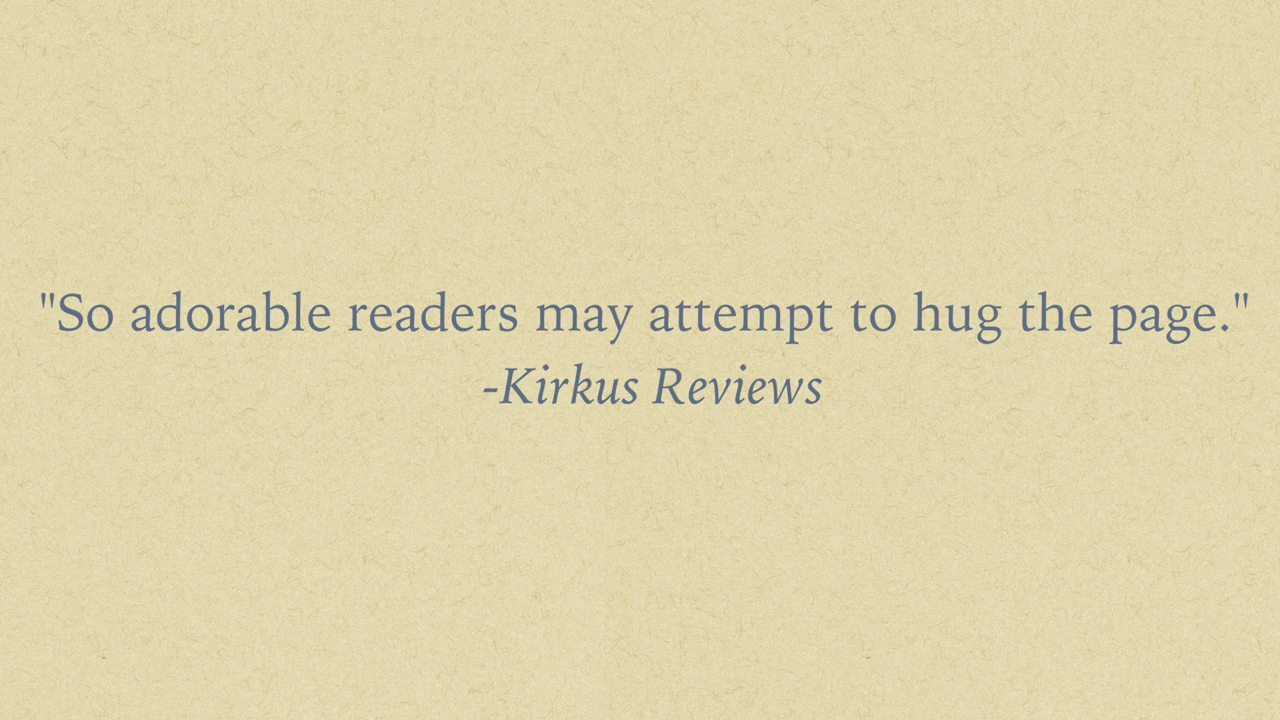 "So adorable readers may attempt to hug the page."
-Kirkus Reviews